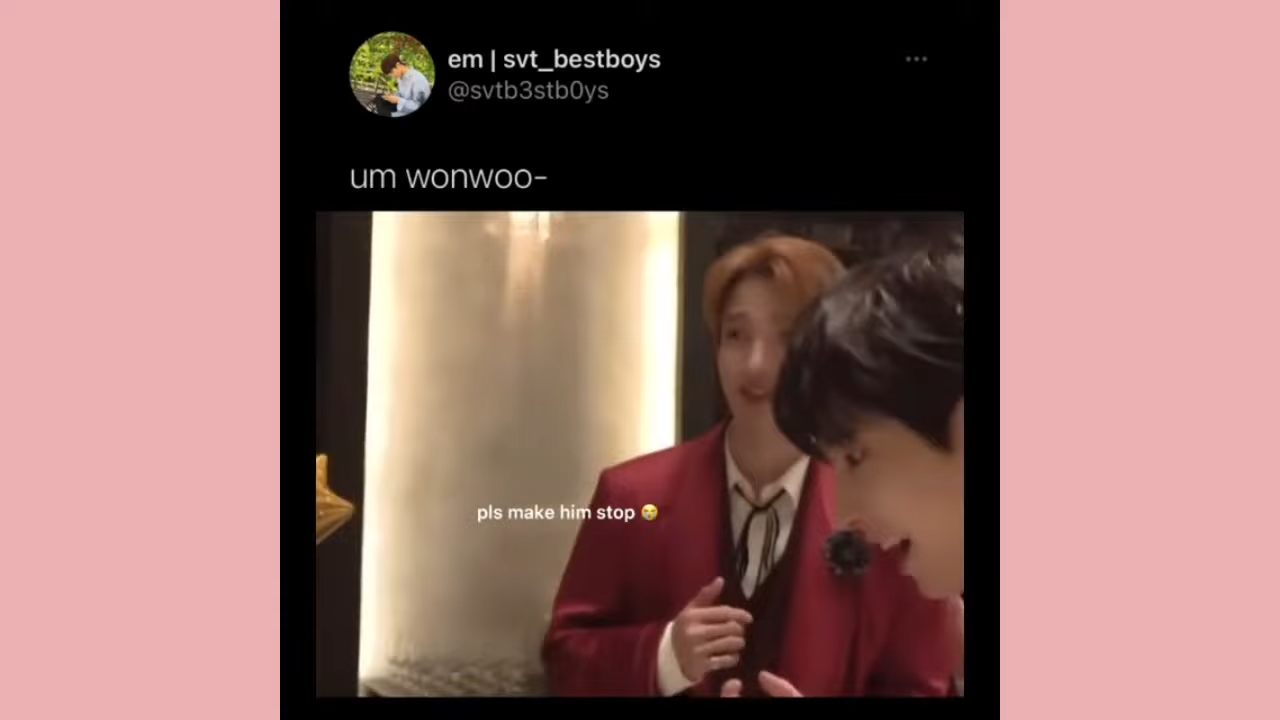 em | svt_bestboys
@svtb3stb0ys
um wonwoo-
pls make him stop 😭